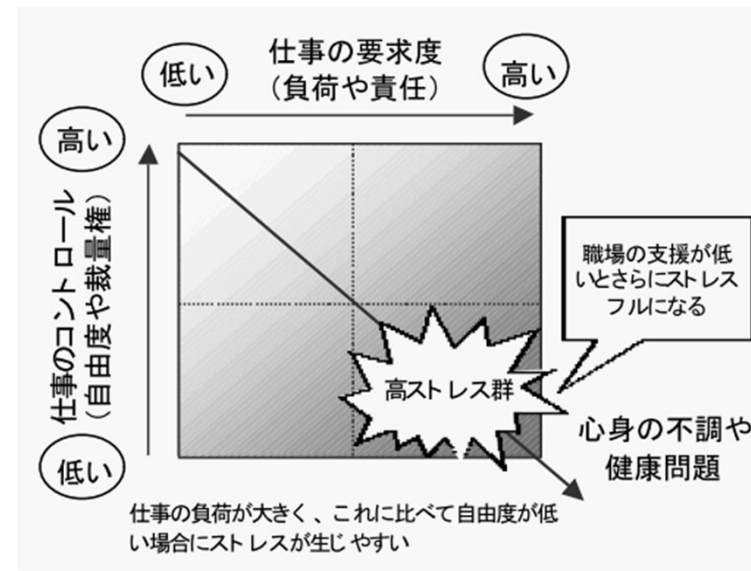 仕事の要求度
(負荷や責任)
低い
高い
高い
仕事のコントロール
(自由度や裁量権)
低い
職場の支援が低
いとさらにストレス
フルになる
高ストレス群
心身の不調や
健康問題
仕事の負荷が大きく、これに比べて自由度が低
い場合にストレスが生じやすい